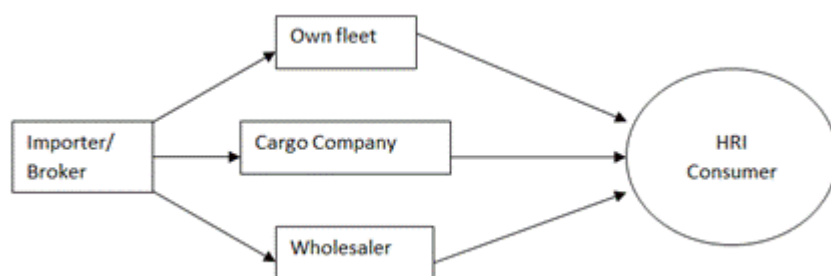 Own fleet
Importer/
Broker
Cargo Company
HRI
Consumer
Wholesaler